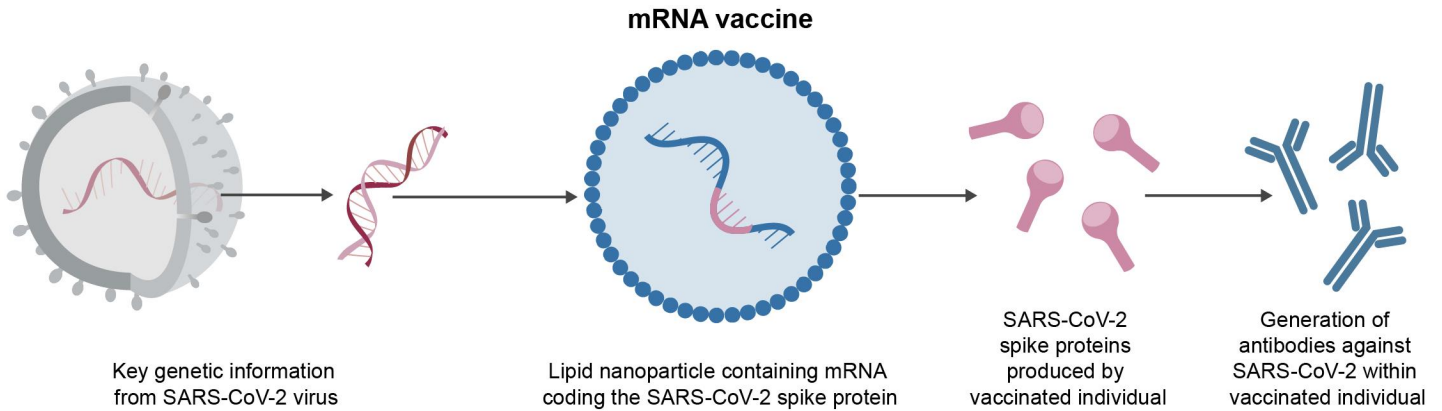 mRNA vaccine
Key genetic information
from SARS-CoV-2 virus
Lipid nanoparticle containing mRNA
coding the SARS-CoV-2 spike protein
SARS-CoV-2
spike proteins
produced by
vaccinated individual
Generation of
antibodies against
SARS-CoV-2 within
vaccinated individual